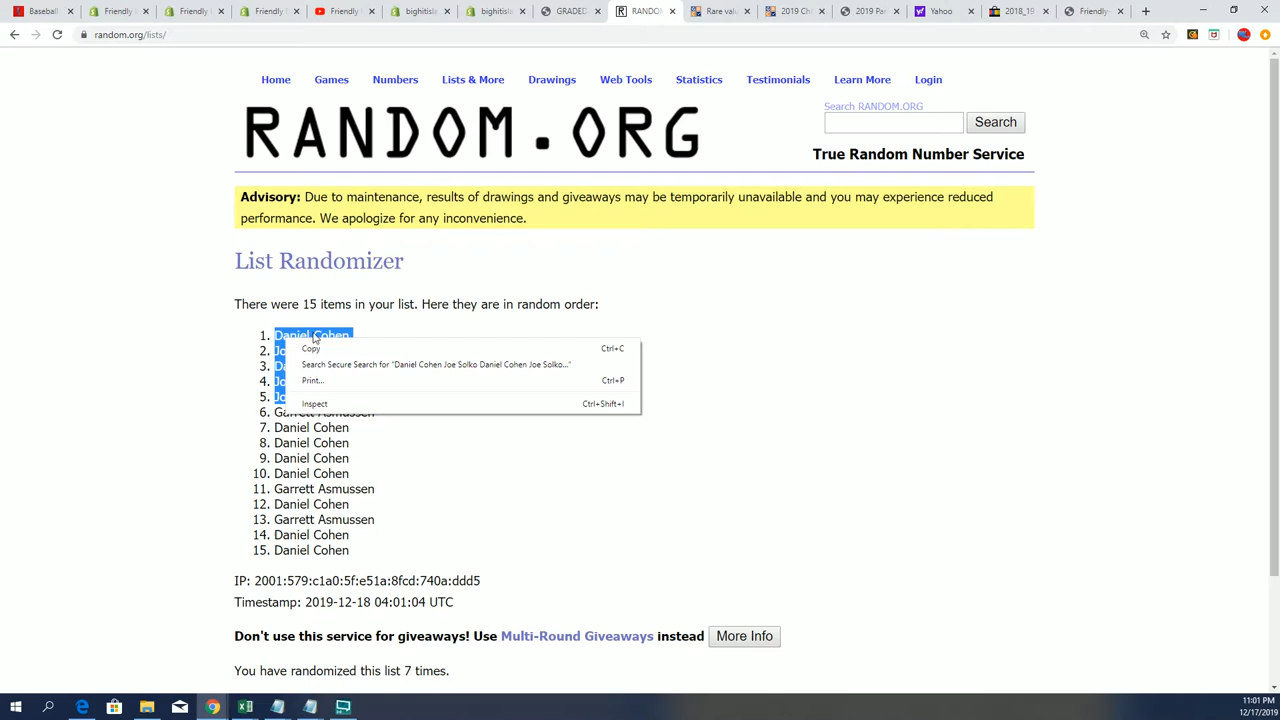 Baseball
Friendly
Friendly
Friendly
Friendly
bighitisla
bighitisla
GRADED
RANDO
Rare val
2019 Ch
2019 Pa
Yahoo
2018_19
Friendly-
random.org/lists/
Home Games Numbers Lists & More Drawings Web Tools Statistics Testimonials Learn More Login
RANDOM.ORG
Search RANDOM.ORG
Search
True Random Number Service
Advisory: Due to maintenance, results of drawings and giveaways may be temporarily unavailable and you may experience reduced
performance. We apologize for any inconvenience.
List Randomizer
There were 15 items in your list. Here they are in random order:
1. Daniel Cohen
2. Jo
3. Da
4. Jo
5. Jo
Copy Ctrl+C
Search Secure Search for "Daniel Cohen Joe Solko Daniel Cohen Joe Solko..."
Print... Ctrl+P
Inspect Ctrl+Shift+I
6. Garrett Asmussen
7. Daniel Cohen
8. Daniel Cohen
9. Daniel Cohen
10. Daniel Cohen
11. Garrett Asmussen
12. Daniel Cohen
13. Garrett Asmussen
14. Daniel Cohen
15. Daniel Cohen
IP: 2001:579:c1a0:5f:e51a:8fcd:740a:ddd5
Timestamp: 2019-12-18 04:01:04 UTC
Don't use this service for giveaways! Use Multi-Round Giveaways instead More Info
You have randomized this list 7 times.
11:01 PM
12/17/2019